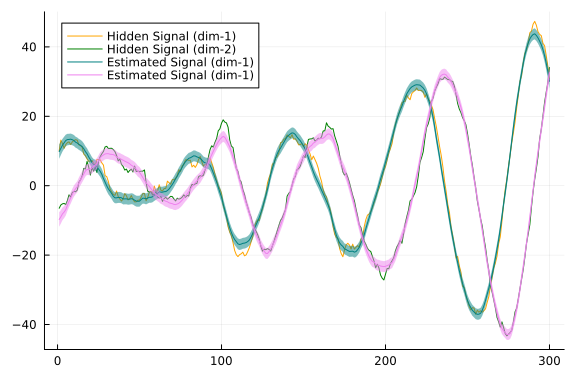 40
20
0
−20
−40
Hidden Signal (dim-1)
Hidden Signal (dim-2)
Estimated Signal (dim-1)
Estimated Signal (dim-1)
0
100
200
300